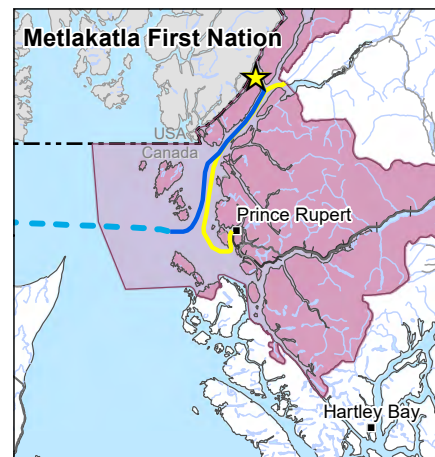 Metlakatla First Nation
USA
Canada
Prince Rupert
Hartley Bay